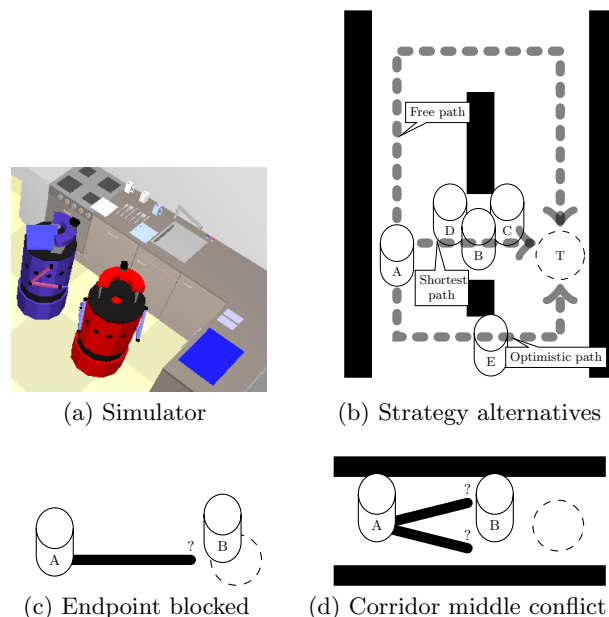 Free path
D
C
B
A
T
Shortest
path
E
Optimistic path
(a) Simulator
(b) Strategy alternatives
?
A
B
?
A
B
?
(c) Endpoint blocked
(d) Corridor middle conflict